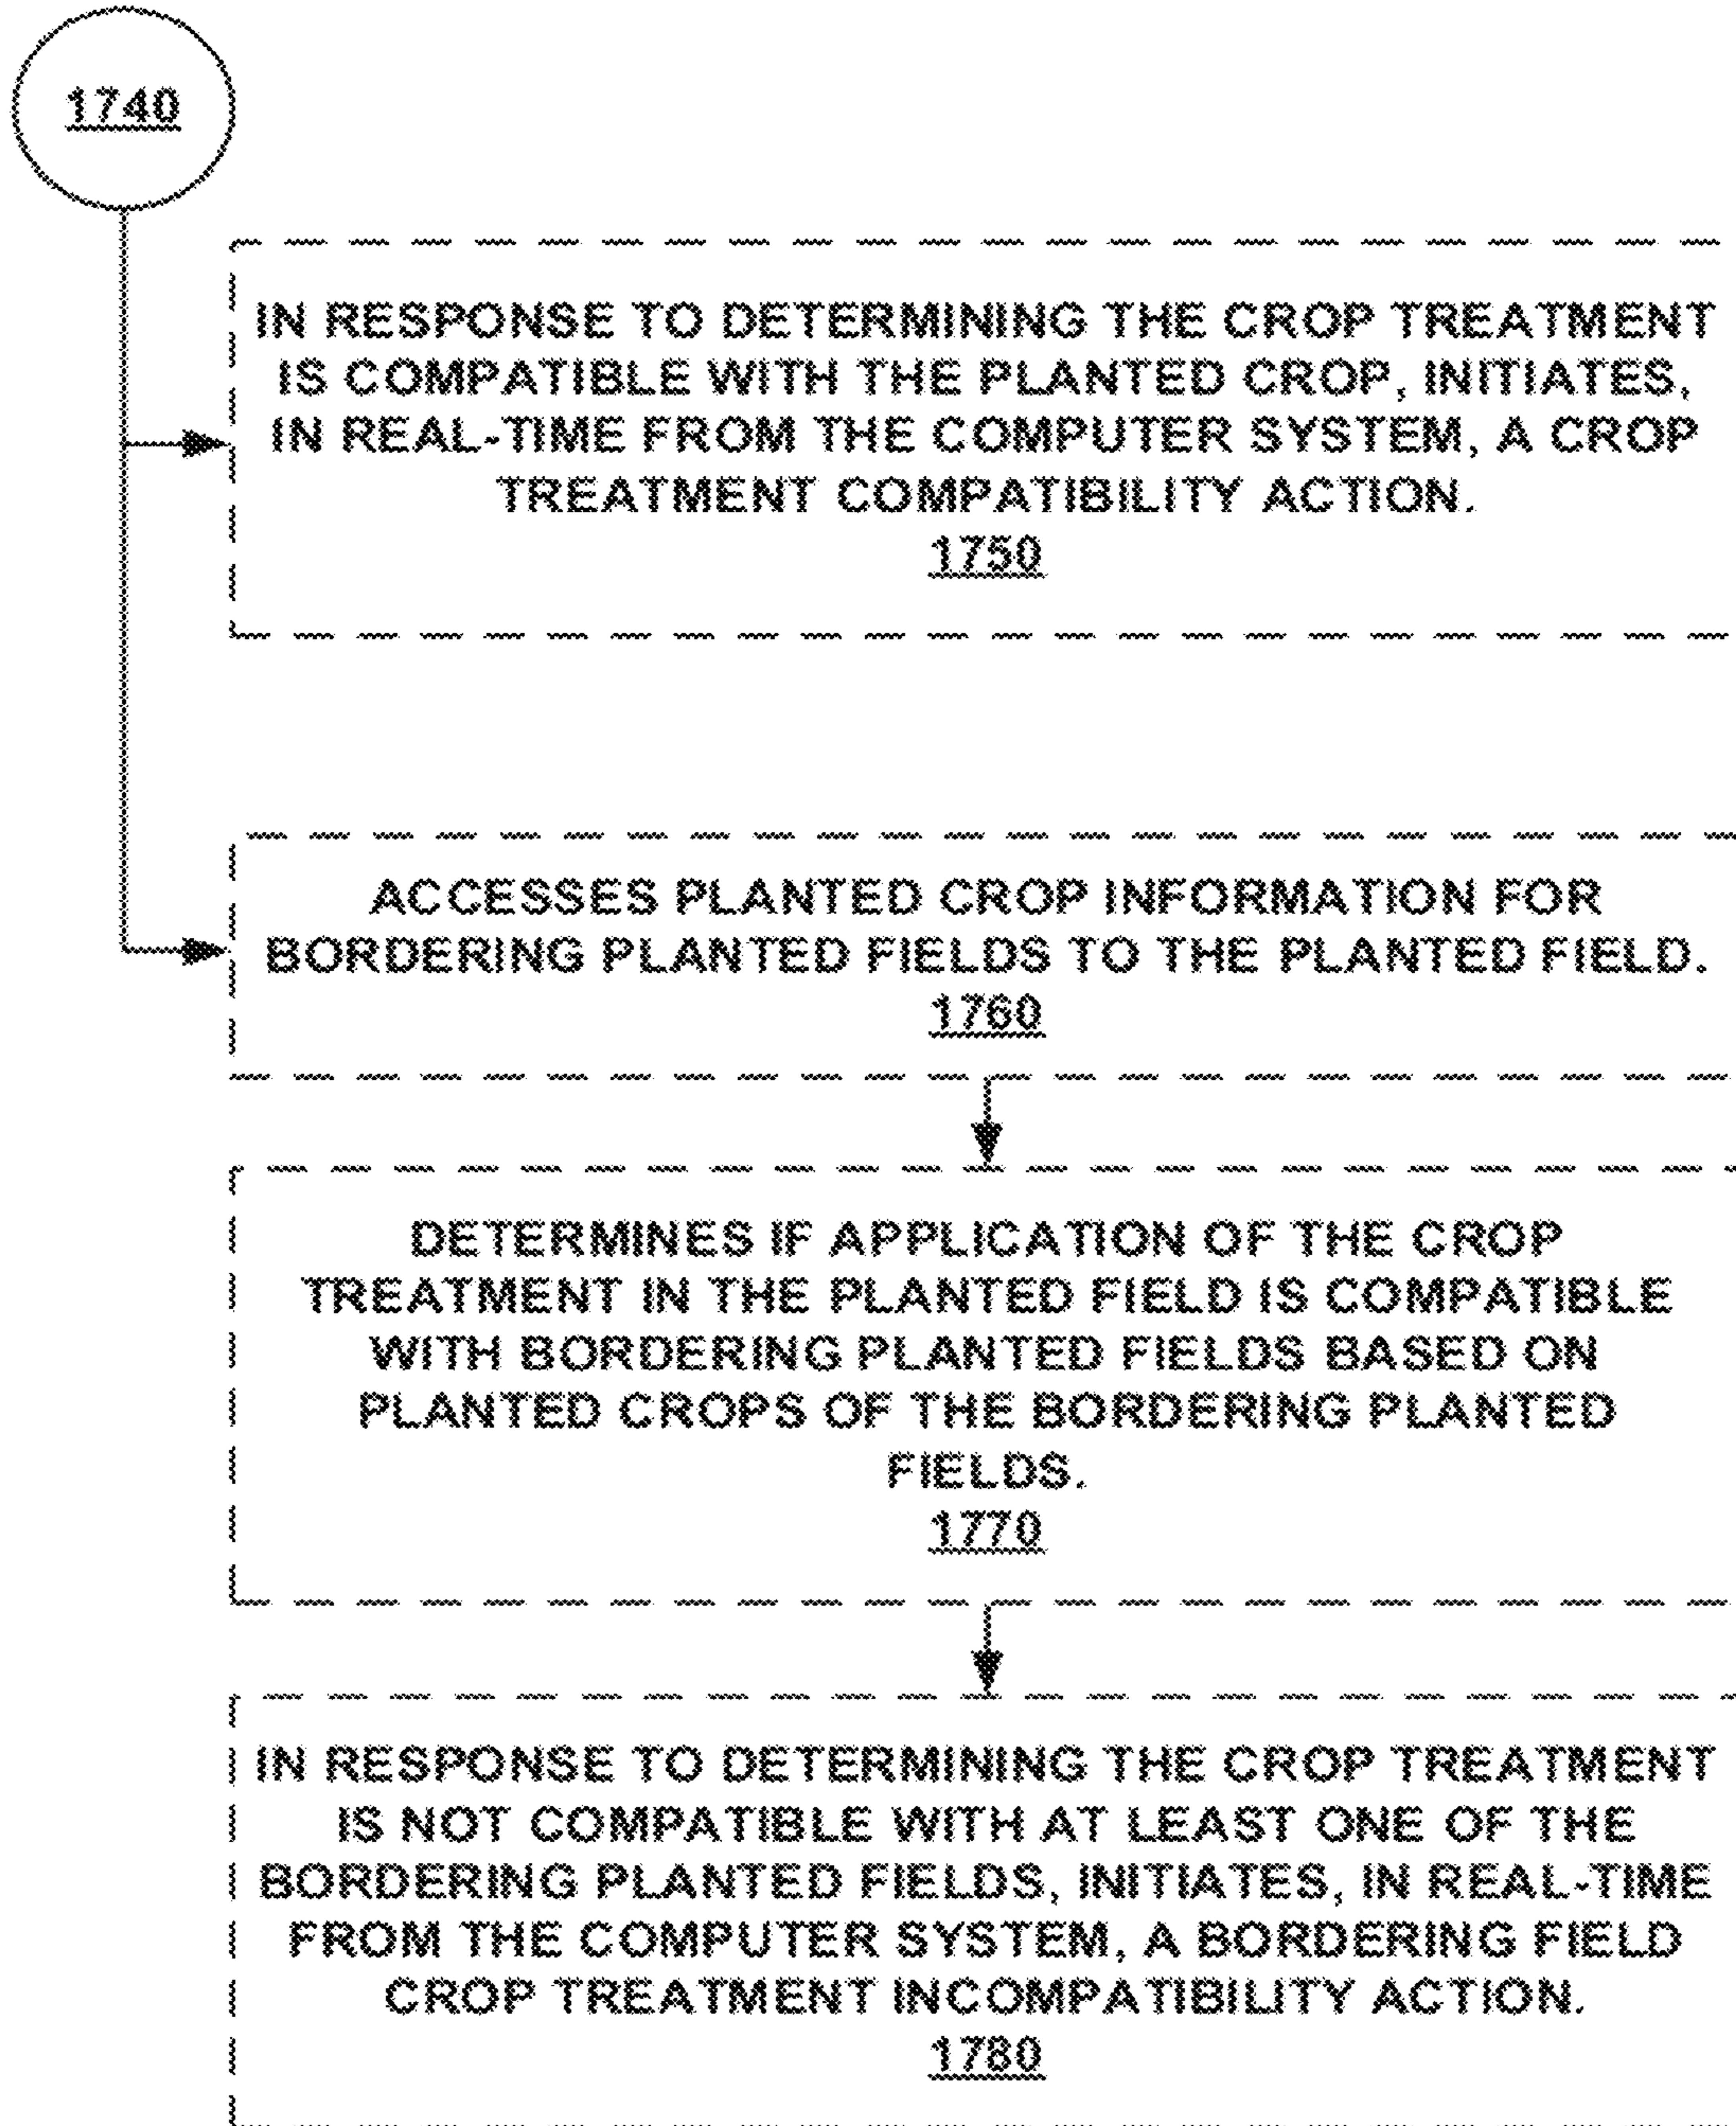 1740
IN RESPONSE TO DETERMINING THE CROP TREATMENT
IS COMPATIBLE WITH THE PLANTED CROP, INITIATES,
IN REAL-TIME FROM THE COMPUTER SYSTEM, A CROP
TREATMENT COMPATIBILITY ACTION.
1750
ACCESSES PLANTED CROP INFORMATION FOR
BORDERING PLANTED FIELDS TO THE PLANTED FIELD.
1760
DETERMINES IF APPLICATION OF THE CROP
TREATMENT IN THE PLANTED FIELD IS COMPATIBLE
WITH BORDERING PLANTED FIELDS BASED ON
PLANTED CROPS OF THE BORDERING PLANTED
FIELDS.
1770
IN RESPONSE TO DETERMINING THE CROP TREATMENT
IS NOT COMPATIBLE WITH AT LEAST ONE OF THE
BORDERING PLANTED FIELDS, INITIATES, IN REAL-TIME
FROM THE COMPUTER SYSTEM, A BORDERING FIELD
CROP TREATMENT INCOMPATIBILITY ACTION.
1780